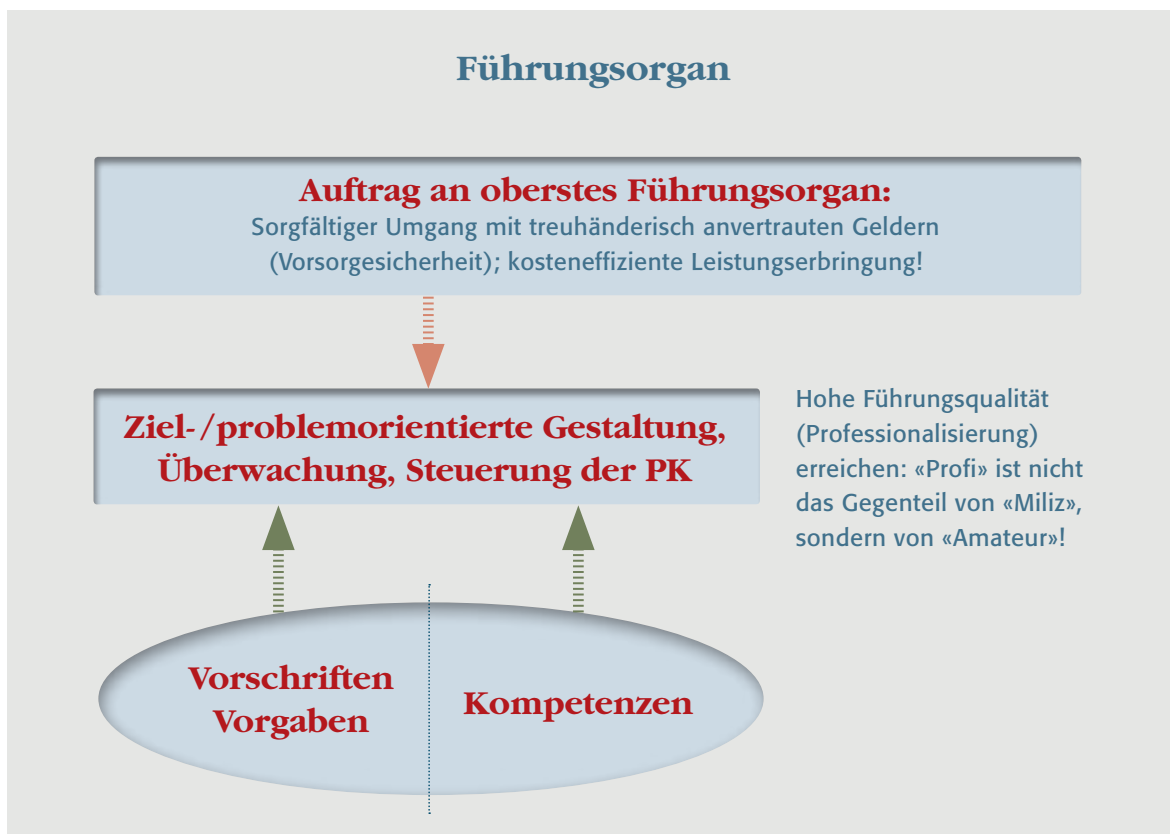 Führungsorgan
Auftrag an oberstes Führungsorgan:
Sorgfältiger Umgang mit treuhänderisch anvertrauten Geldern
(Vorsorgesicherheit); kosteneffiziente Leistungserbringung!
Ziel-/problemorientierte Gestaltung,
Überwachung, Steuerung der PK
Hohe Führungsqualität
(Professionalisierung)
erreichen: «Profi» ist nicht
das Gegenteil von «Miliz»,
sondern von «Amateur»!
Vorschriften
Vorgaben
Kompetenzen